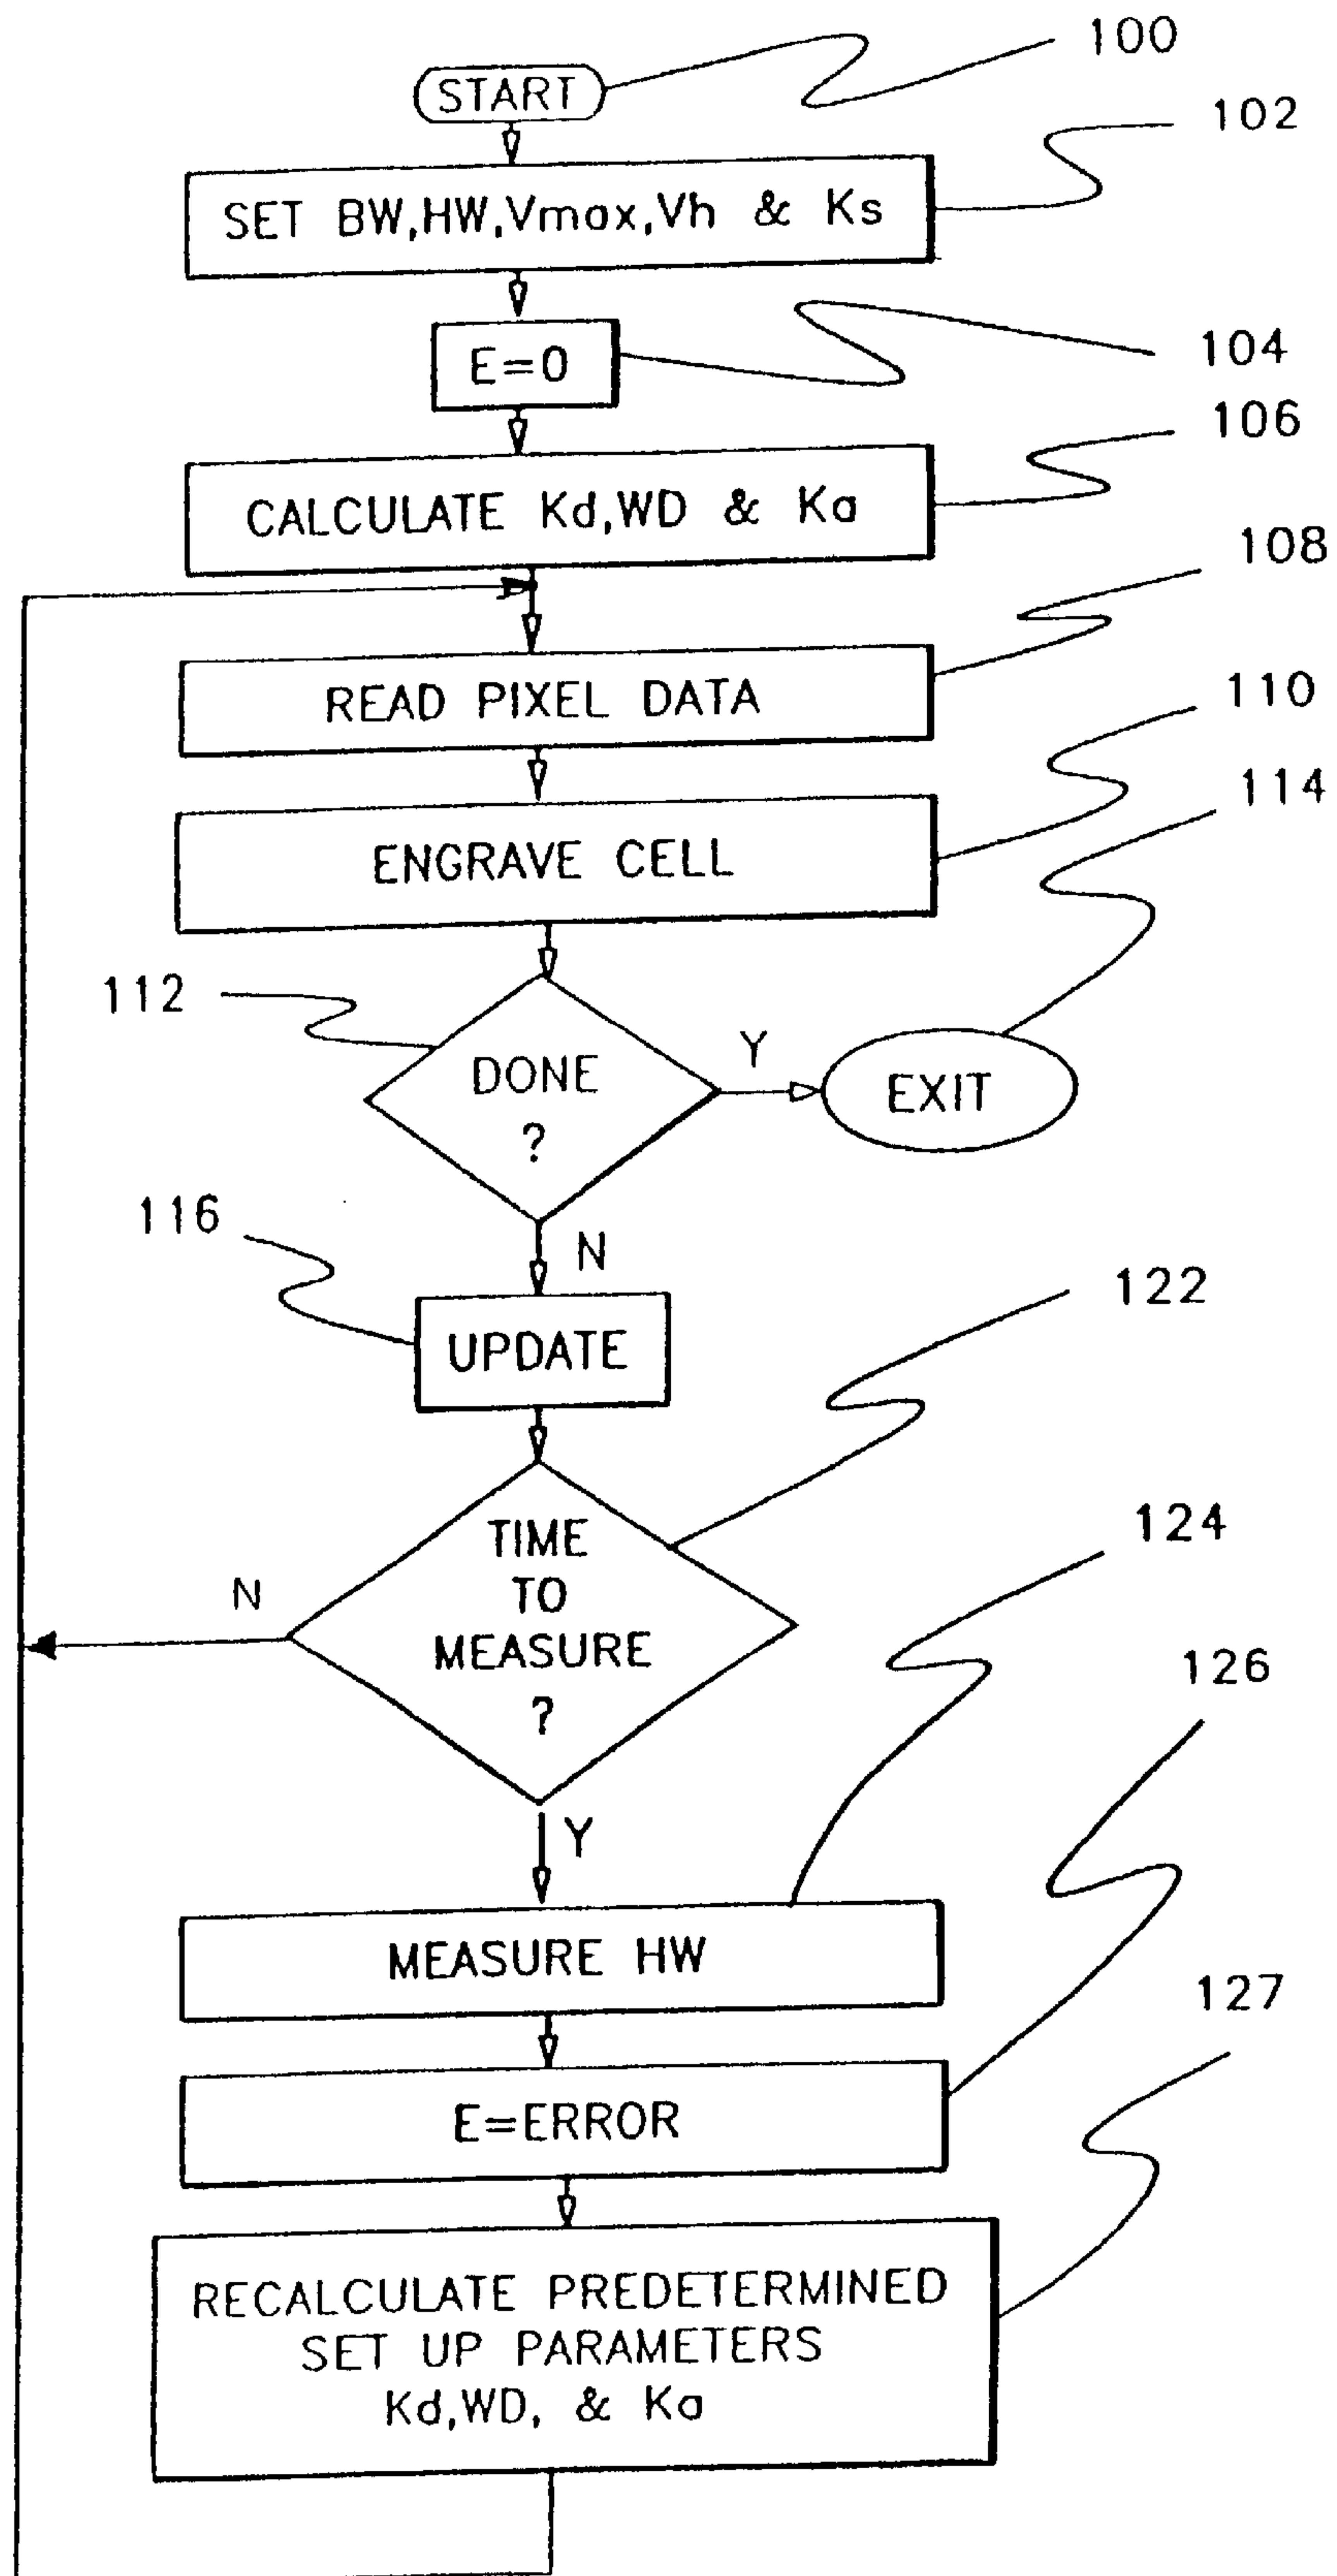 100
START
102
SET BW,HW,Vmax,Vh & Ks
104
E=0
106
CALCULATE Kd,WD & Ka
108
READ PIXEL DATA
110
ENGRAVE CELL
114
112
DONE
?
Y
EXIT
116
N
UPDATE
122
TIME
TO
MEASURE
?
N
124
Y
126
MEASURE HW
127
E=ERROR
RECALCULATE PREDETERMINED
SET UP PARAMETERS
Kd,WD, & Ka